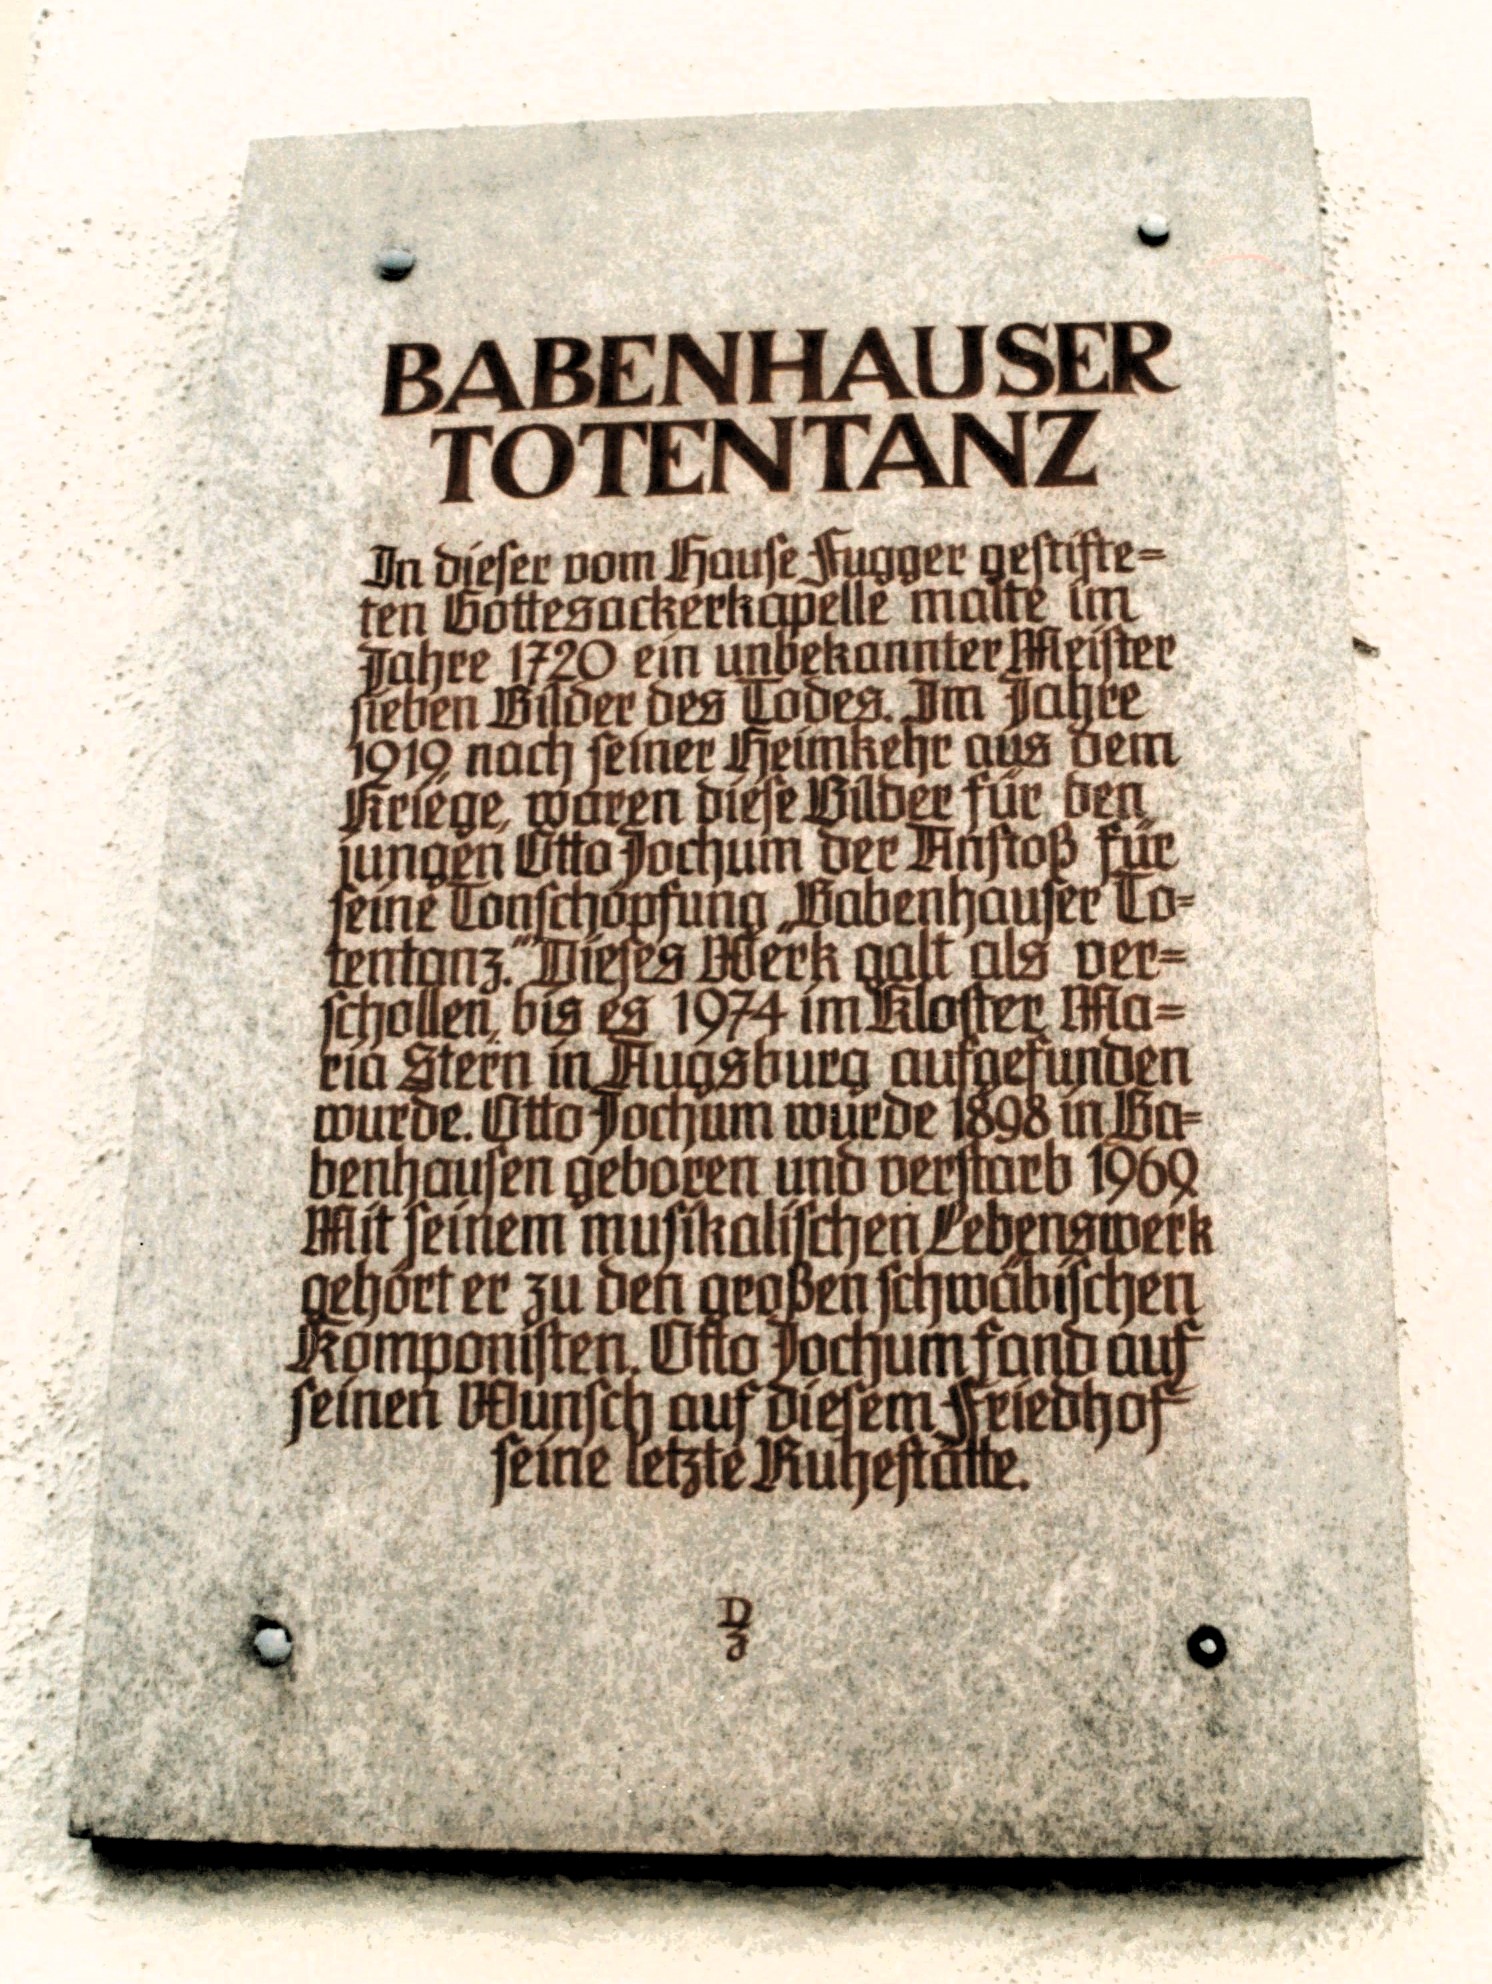 BABENHAUSER
TOTENTANZ
In dieser vom Hause Fugger gestifte=
ten Gottesackerkapelle malte im
Jahre 1720 ein unbekannter Meister
sieben Bilder des Todes. Im Jahre
1919, nach seiner Heimkehr aus dem
Kriege, waren diese Bilder für den
jungen Otto Jochum der Anstoß für
seine Tonschöpfung „Babenhauser To=
tentanz.“ Dieses Werk galt als ver=
schollen, bis es 1974 im Kloster Ma=
ria Stern in Augsburg aufgefunden
wurde. Otto Jochum wurde 1898 in Ba=
benhausen geboren und verstarb 1969
Mit seinem musikalischen Lebenswerk
gehört er zu den großen schwäbischen
Komponisten. Otto Jochum fand auf
seinen Wunsch auf diesem Friedhof
seine letzte Ruhestätte.